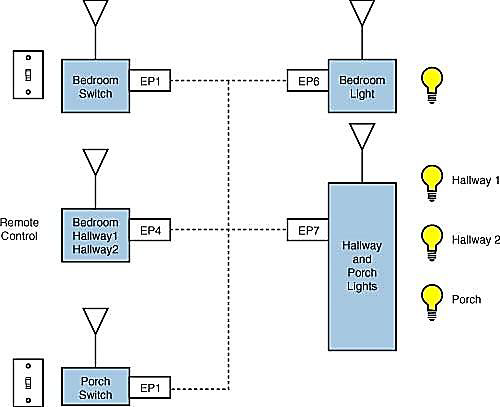 Bedroom
Switch
EP1
EP6
Bedroom
Light
Remote
Control
Bedroom
Hallway1
Hallway2
EP4
EP7
Hallway
and
Porch
Lights
Hallway 1
Hallway 2
Porch
Porch
Switch
EP1